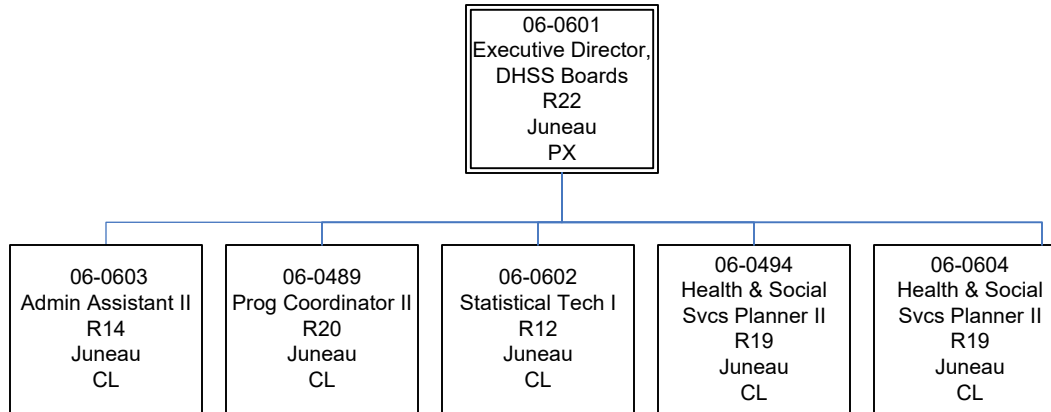 06-0601
Executive Director,
DHSS Boards
R22
Juneau
PX
06-0603
Admin Assistant II
R14
Juneau
CL
06-0489
Prog Coordinator II
R20
Juneau
CL
06-0602
Statistical Tech I
R12
Juneau
CL
06-0494
Health & Social
Svcs Planner II
R19
Juneau
CL
06-0604
Health & Social
Svcs Planner II
R19
Juneau
CL